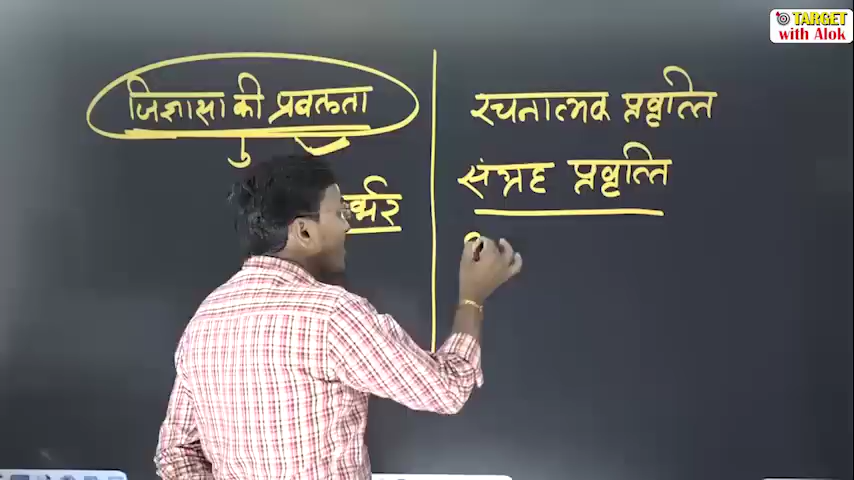 TARGET
with Alok
जिज्ञासा की प्रबलता
रचनात्मक प्रवृत्ति
संग्रह प्रवृत्ति